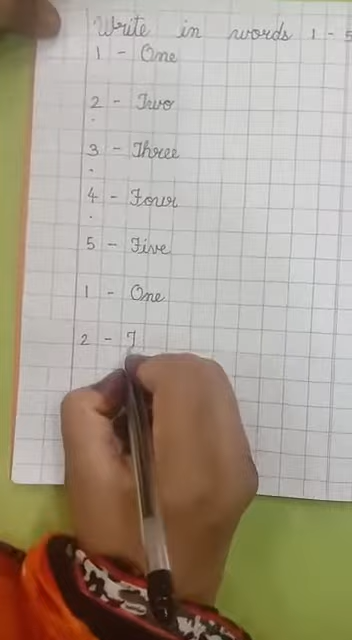 Write in words 1 - 5
1 - One
2 - Two
3 - Three
4 - Four
5 - Five
1 - One
2 - T